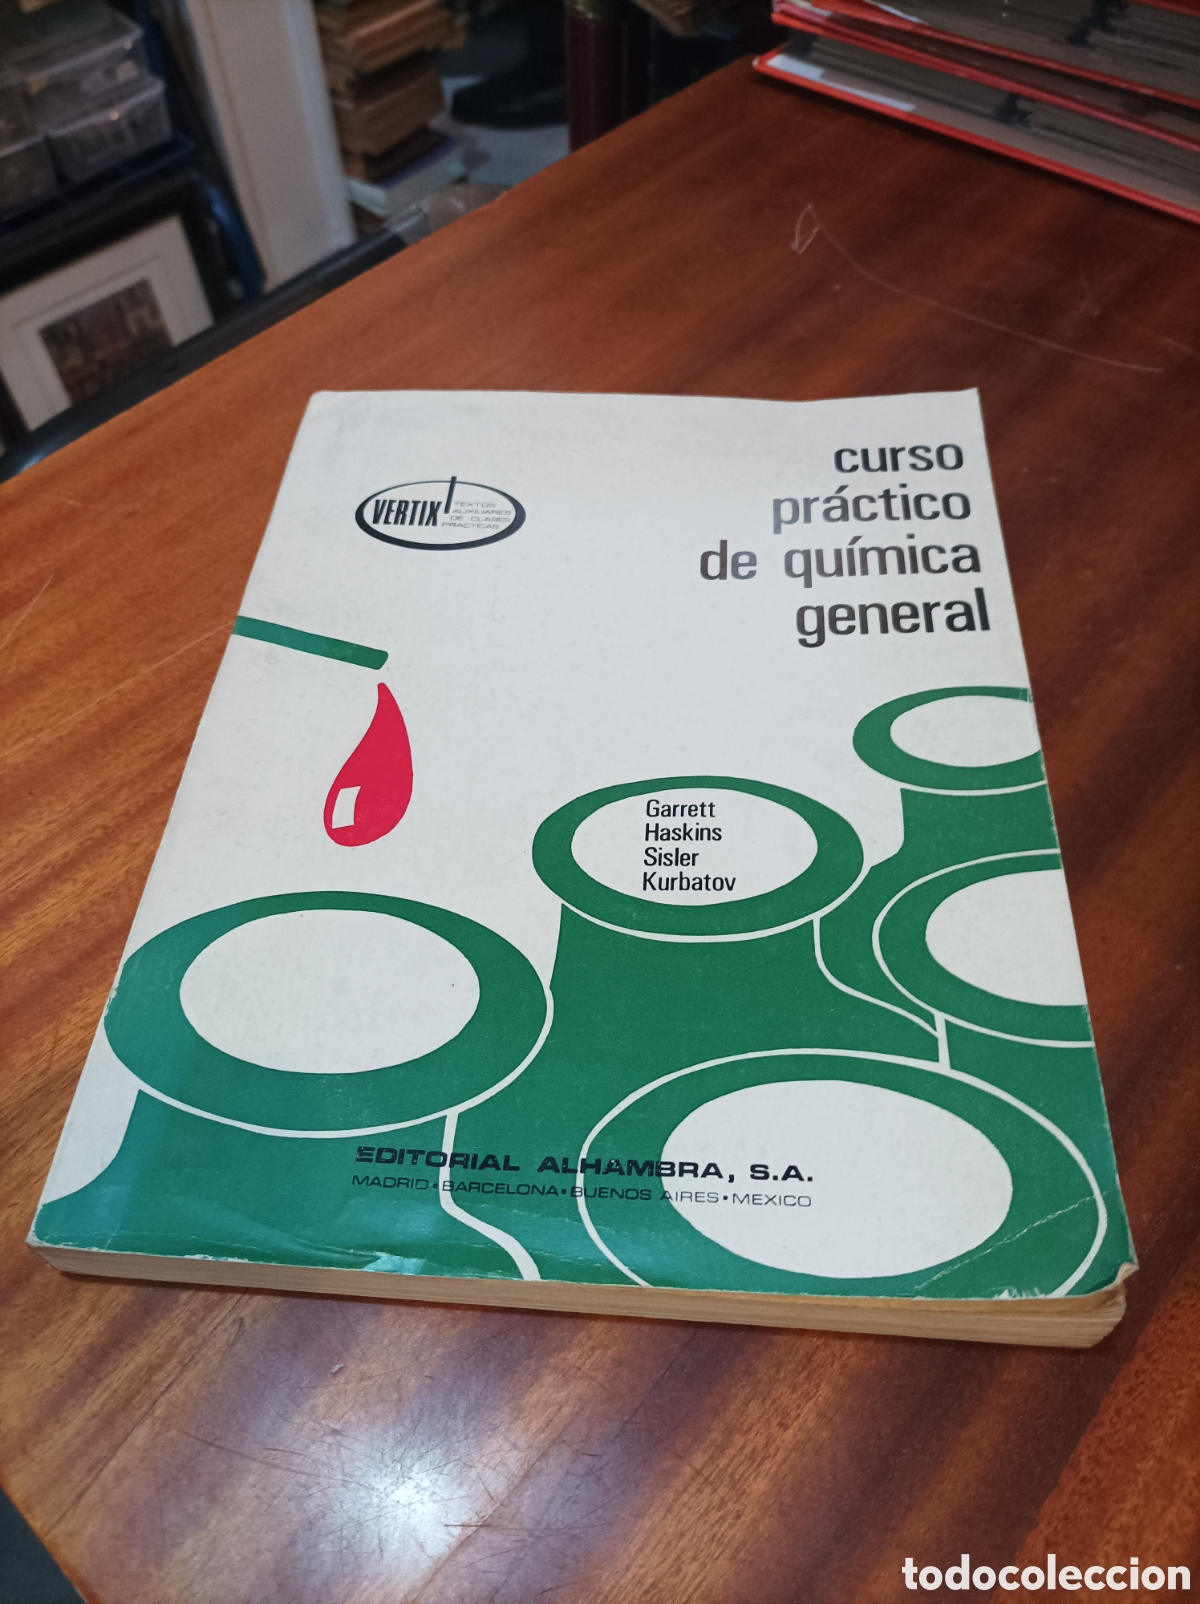 curso
práctico
de química
general
VERTIX
TEXTOS
AUXILIARES
DE CLASES
PRACTICAS
Garrett
Haskins
Sisler
Kurbatov
EDITORIAL ALHAMBRA, S.A.
MADRID • BARCELONA • BUENOS AIRES • MEXICO
todocoleccion